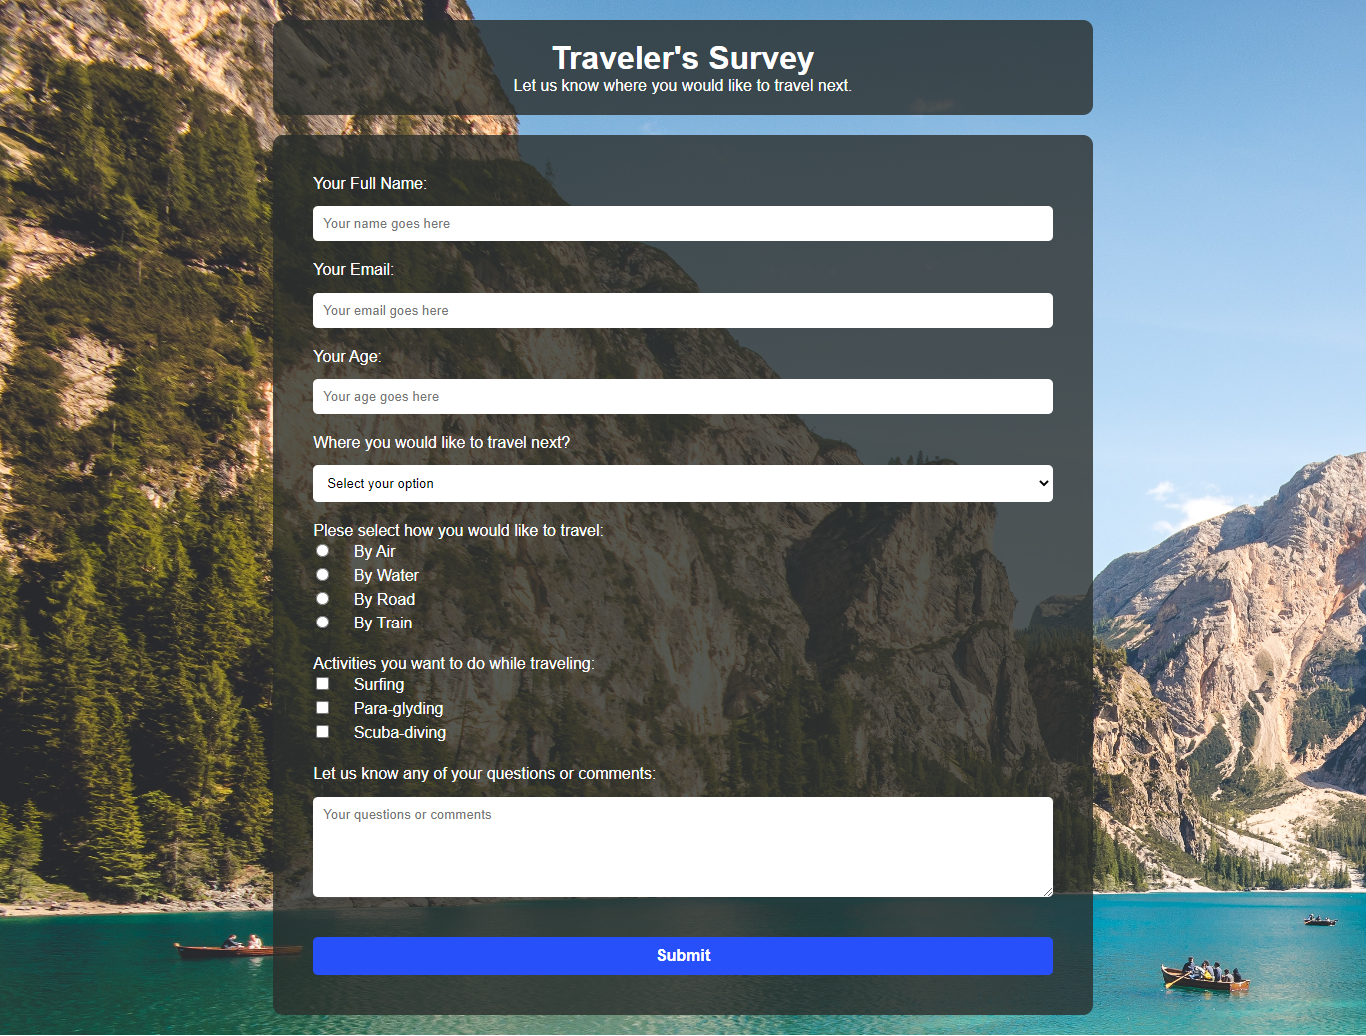 Traveler's Survey
Let us know where you would like to travel next.
Your Full Name:
Your name goes here
Your Email:
Your email goes here
Your Age:
Your age goes here
Where you would like to travel next?
Select your option
Plese select how you would like to travel:
By Air
By Water
By Road
By Train
Activities you want to do while traveling:
Surfing
Para-glyding
Scuba-diving
Let us know any of your questions or comments:
Your questions or comments
Submit